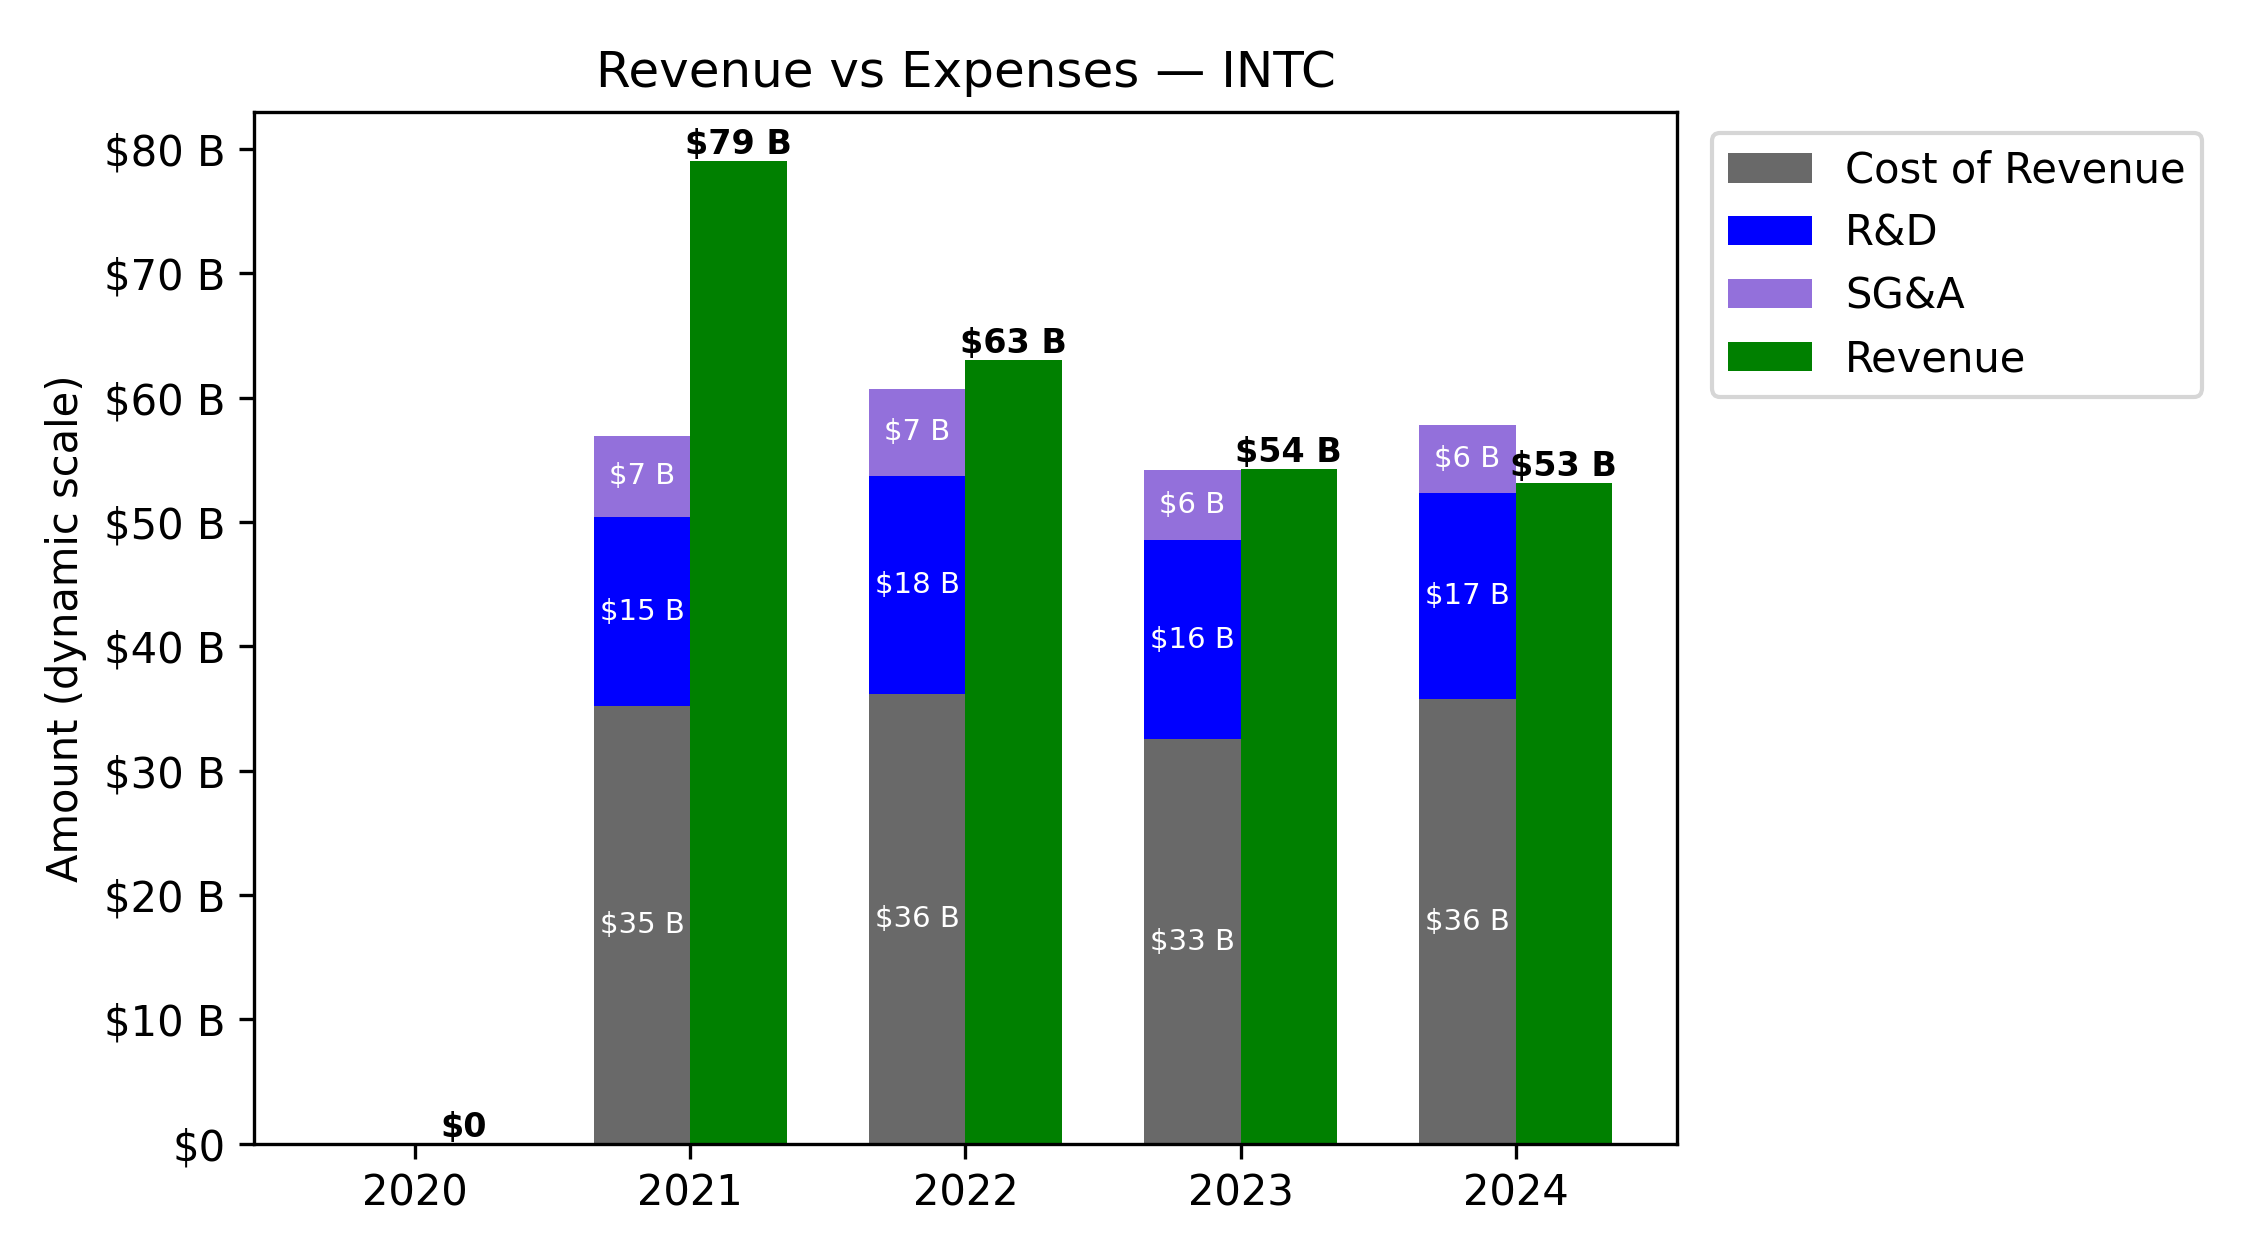 Revenue vs Expenses — INTC
Amount (dynamic scale)
$80 B
$70 B
$60 B
$50 B
$40 B
$30 B
$20 B
$10 B
$0
$0
$79 B
$7 B
$15 B
$35 B
$63 B
$7 B
$18 B
$36 B
$54 B
$6 B
$16 B
$33 B
$53 B
$6 B
$17 B
$36 B
2020
2021
2022
2023
2024
Cost of Revenue
R&D
SG&A
Revenue